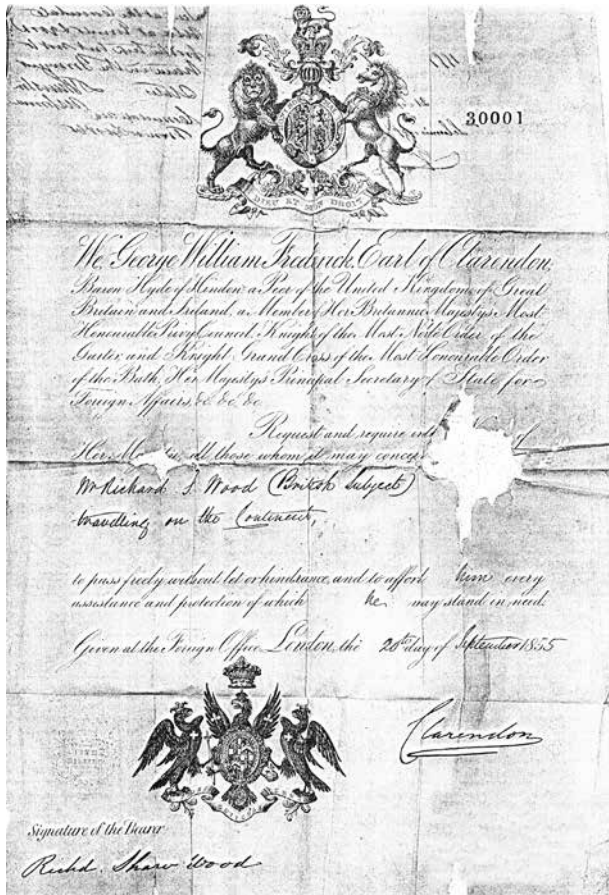 30001
DIEU ET MON DROIT
We, George William Fredrick, Earl of Clarendon,
Baron Hyde of Hindon, a Peer of the United Kingdom of Great
Britain and Ireland, a Member of Her Britannic Majesty's Most
Honourable Privy Council, Knight of the Most Noble Order of the
Garter, and Knight Grand Cross of the Most Honourable Order
of the Bath, Her Majesty's Principal Secretary of State for
Foreign Affairs, &c &c &c
Request and require in of
Her all those whom it may
Mr Richard S. Wood (British Subject)
travelling on the Continent,
to pass freely without let or hindrance, and to afford him every
assistance and protection of which he may stand in need.
Given at the Foreign Office, London, the 20th day of September 1855
Clarendon
Signature of the Bearer
Richd. Shaw Wood